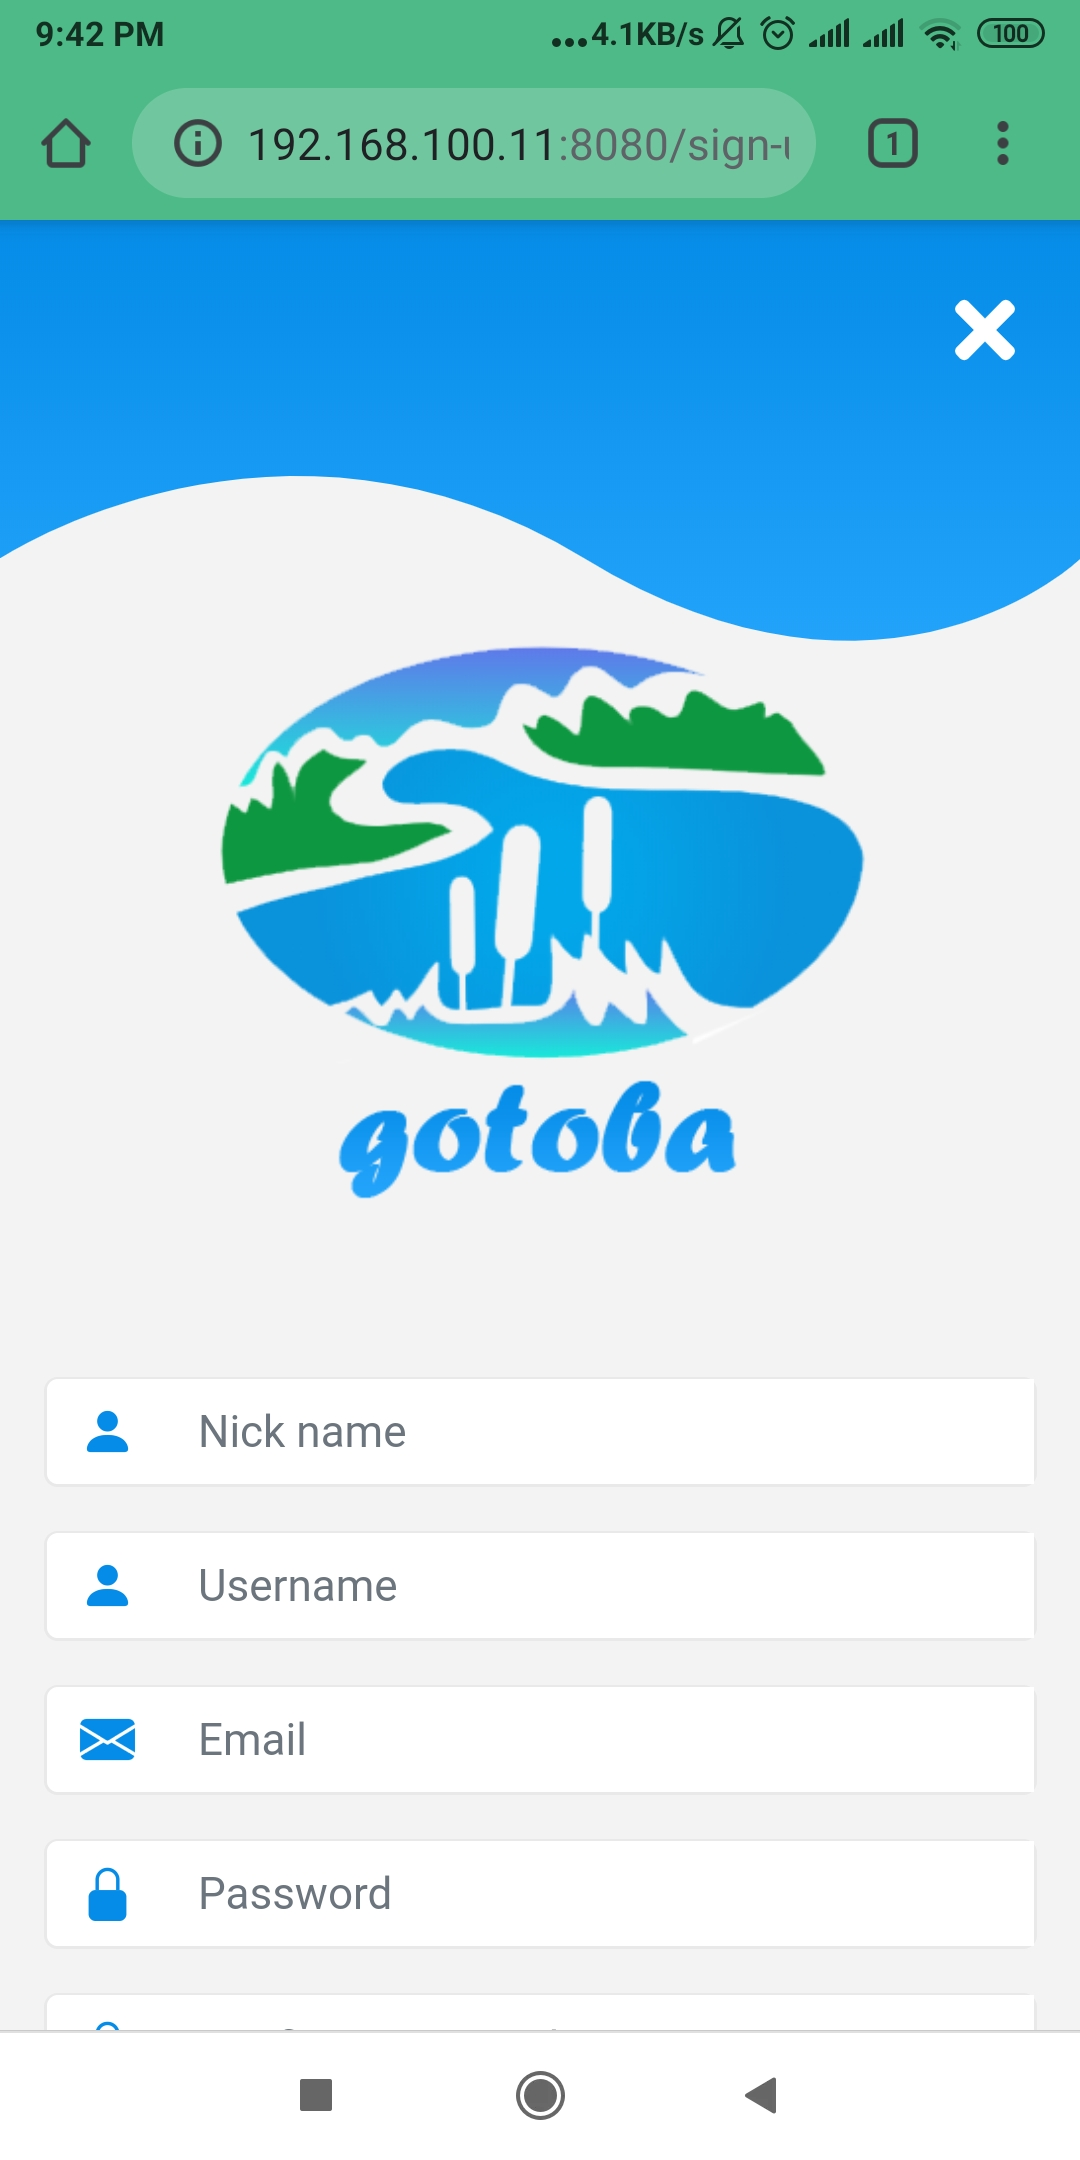 9:42 PM
...4.1KB/s
100
192.168.100.11:8080/sign-
1
gotoba
Nick name
Username
Email
Password